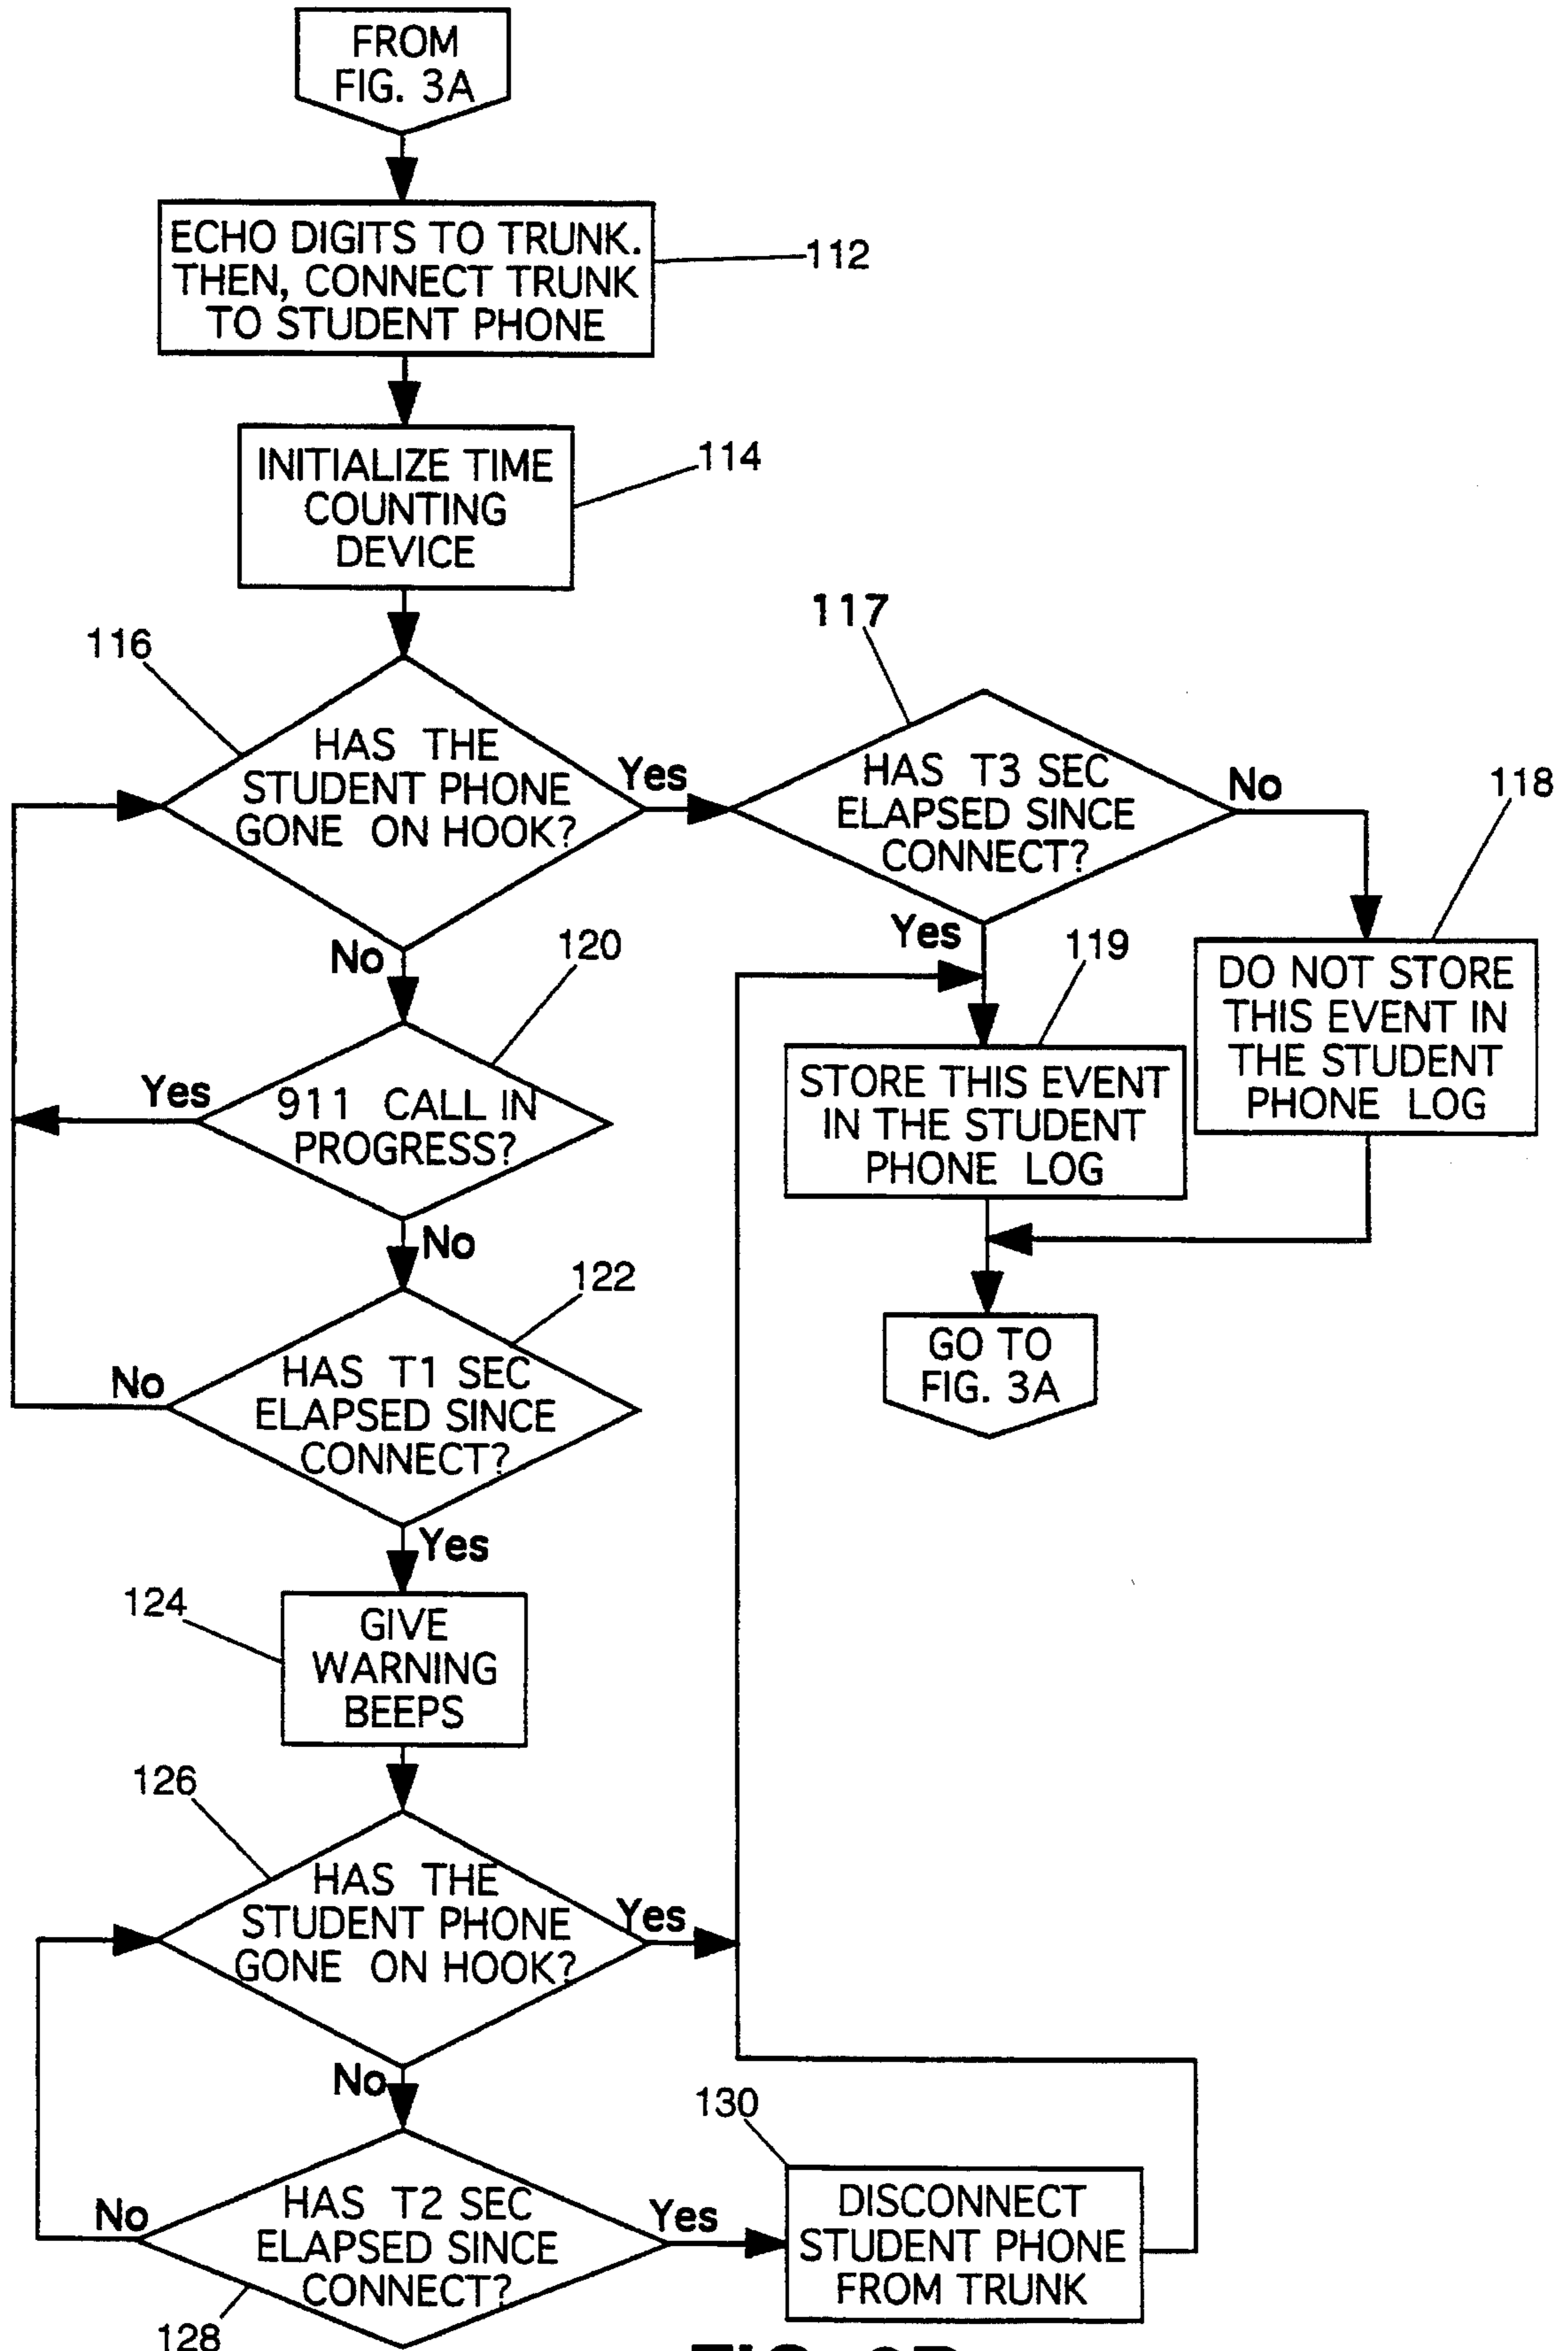 FROM
FIG. 3A
ECHO DIGITS TO TRUNK.
THEN, CONNECT TRUNK
TO STUDENT PHONE
112
INITIALIZE TIME
COUNTING
DEVICE
114
116
HAS THE
STUDENT PHONE
GONE ON HOOK?
Yes
No
117
HAS T3 SEC
ELAPSED SINCE
CONNECT?
No
Yes
118
DO NOT STORE
THIS EVENT IN
THE STUDENT
PHONE LOG
119
STORE THIS EVENT
IN THE STUDENT
PHONE LOG
GO TO
FIG. 3A
120
911 CALL IN
PROGRESS?
Yes
No
122
HAS T1 SEC
ELAPSED SINCE
CONNECT?
No
Yes
124
GIVE
WARNING
BEEPS
126
HAS THE
STUDENT PHONE
GONE ON HOOK?
Yes
No
HAS T2 SEC
ELAPSED SINCE
CONNECT?
No
Yes
128
130
DISCONNECT
STUDENT PHONE
FROM TRUNK